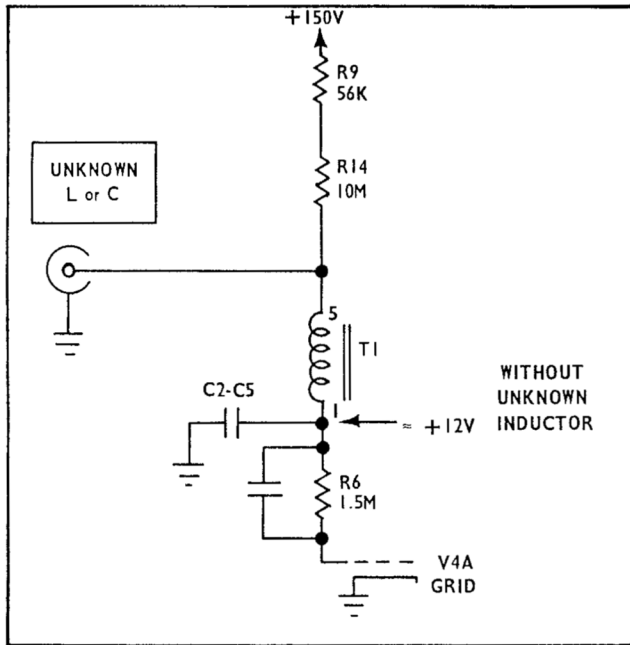 +150V
R9
56K
UNKNOWN
L or C
R14
10M
5
T1
WITHOUT
UNKNOWN
INDUCTOR
C2-C5
1
≈ +12V
R6
1.5M
V4A
GRID